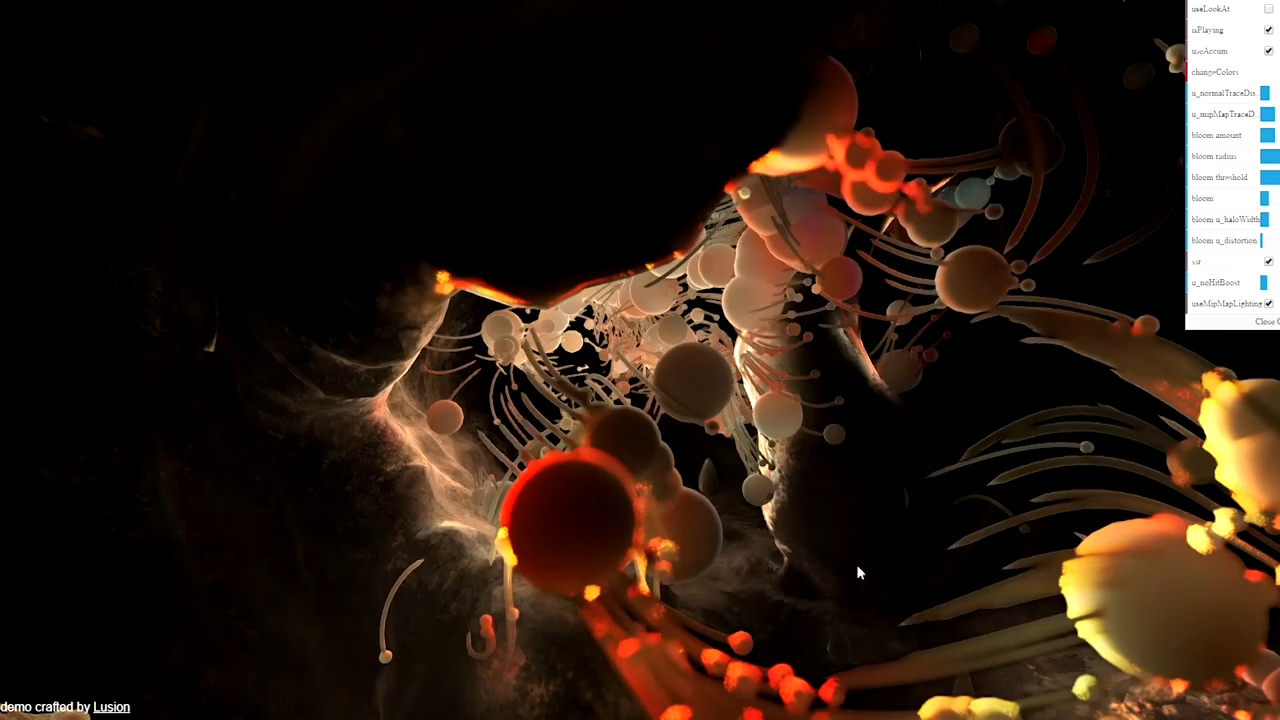 useLookAt
isPlaying
useAccum
changeColors
u_normalTraceDis.
u_mipMapTraceD.
bloom amount
bloom radius
bloom threshold
bloom
bloom u_haloWidth
bloom u_distortion
ssr
u_noHitBoost
useMipMapLighting
Close C
demo crafted by Lusion